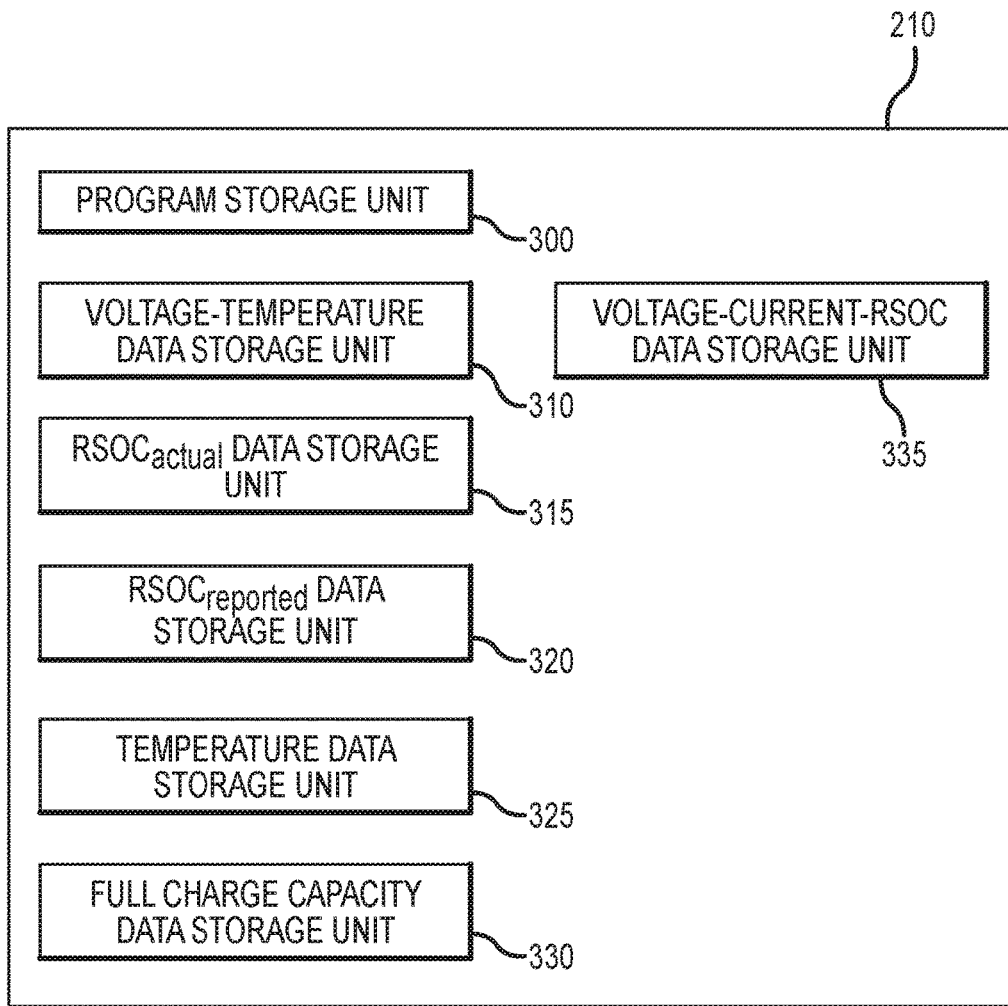 210
PROGRAM STORAGE UNIT
300
VOLTAGE-TEMPERATURE
DATA STORAGE UNIT
310
VOLTAGE-CURRENT-RSOC
DATA STORAGE UNIT
335
RSOCactual DATA STORAGE
UNIT
315
RSOCreported DATA
STORAGE UNIT
320
TEMPERATURE DATA
STORAGE UNIT
325
FULL CHARGE CAPACITY
DATA STORAGE UNIT
330